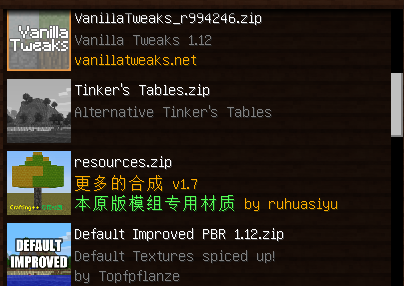 Vanilla Tweaks
VanillaTweaks_r994246.zip
Vanilla Tweaks 1.12
vanillatweaks.net
Tinker's Tables.zip
Alternative Tinker's Tables
Crafting++
resources.zip
更多的合成 v1.7
本原版模组专用材质 by ruhuasiyu
DEFAULT
IMPROVED
Default Improved PBR 1.12.zip
Default Textures spiced up!
by Topfpflanze